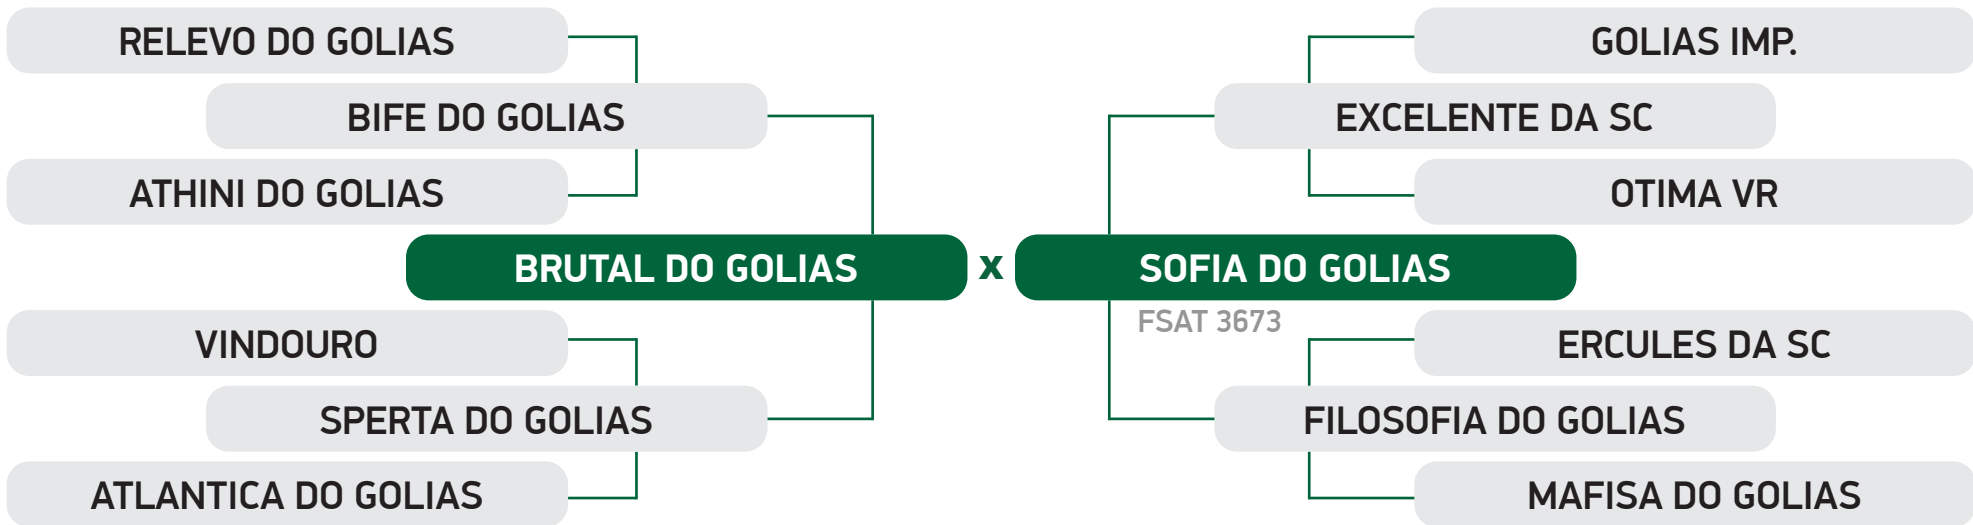 RELEVO DO GOLIAS
GOLIAS IMP.
BIFE DO GOLIAS
EXCELENTE DA SC
ATHINI DO GOLIAS
OTIMA VR
BRUTAL DO GOLIAS x SOFIA DO GOLIAS
FSAT 3673
VINDOURO
ERCULES DA SC
SPERTA DO GOLIAS
FILOSOFIA DO GOLIAS
ATLANTICA DO GOLIAS
MAFISA DO GOLIAS